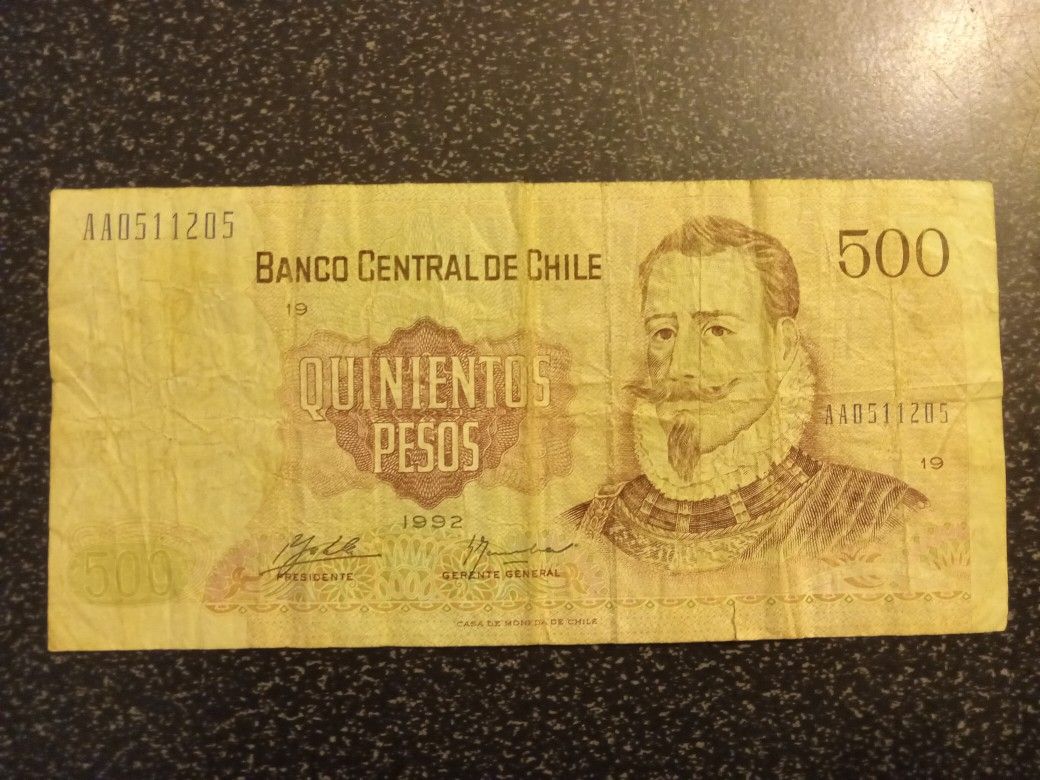 AA0511205
BANCO CENTRAL DE CHILE
500
19
QUINIENTOS
PESOS
AA0511205
19
1992
PRESIDENTE
GERENTE GENERAL
500
CASA DE MONEDA DE CHILE